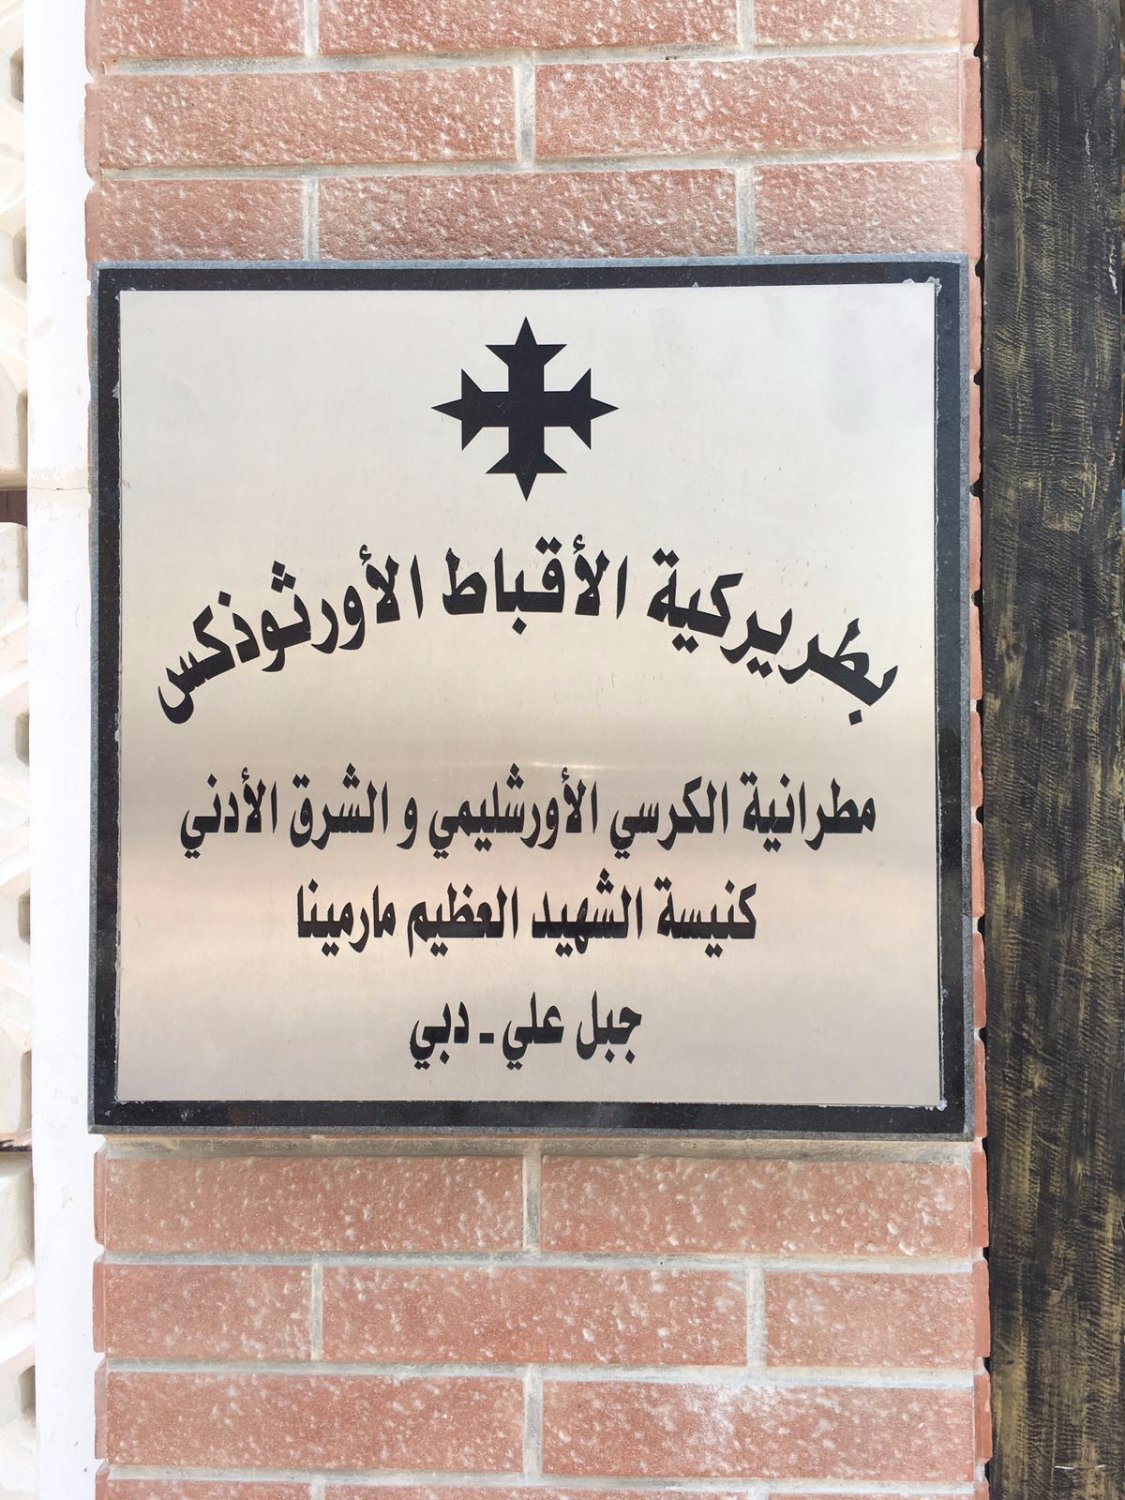 بطريركية الأقباط الأورثوذكس
مطرانية الكرسي الأورشليمي و الشرق الأدني
كنيسة الشهيد العظيم مارمينا
جبل علي - دبي